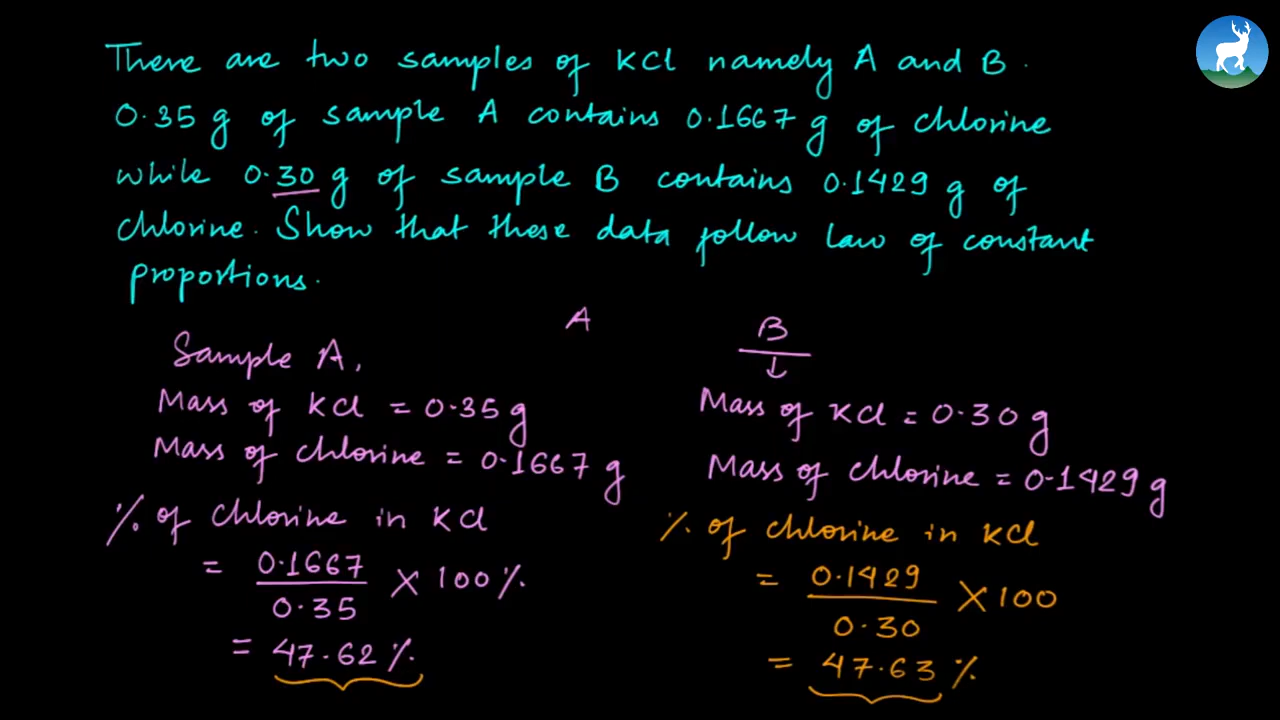 There are two samples of KCl namely A and B.
0.35 g of sample A contains 0.1667 g of chlorine
while 0.30 g of sample B contains 0.1429 g of
chlorine. Show that these data follow law of constant
proportions.
A
Sample A,
Mass of KCl = 0.35 g
Mass of chlorine = 0.1667 g
% of chlorine in KCl
= 0.1667 / 0.35 × 100 %
= 47.62 %
B
↓
Mass of KCl = 0.30 g
Mass of chlorine = 0.1429 g
% of chlorine in KCl
= 0.1429 / 0.30 × 100
= 47.63 %